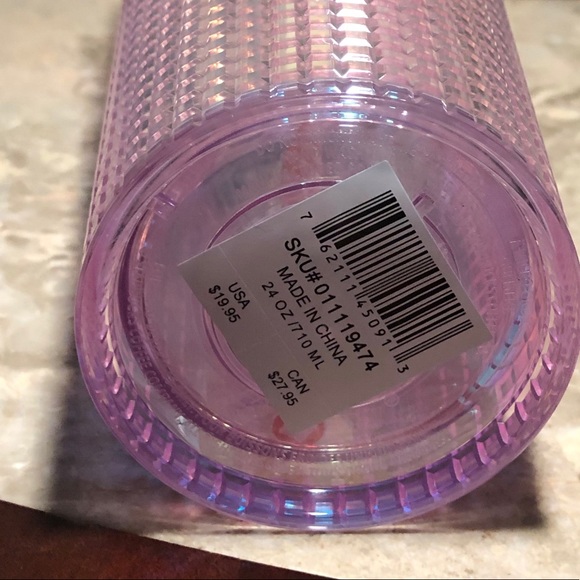 7 62111 45091 3
SKU# 011119474
MADE IN CHINA
24 OZ /710 ML
USA CAN
$19.95 $27.95